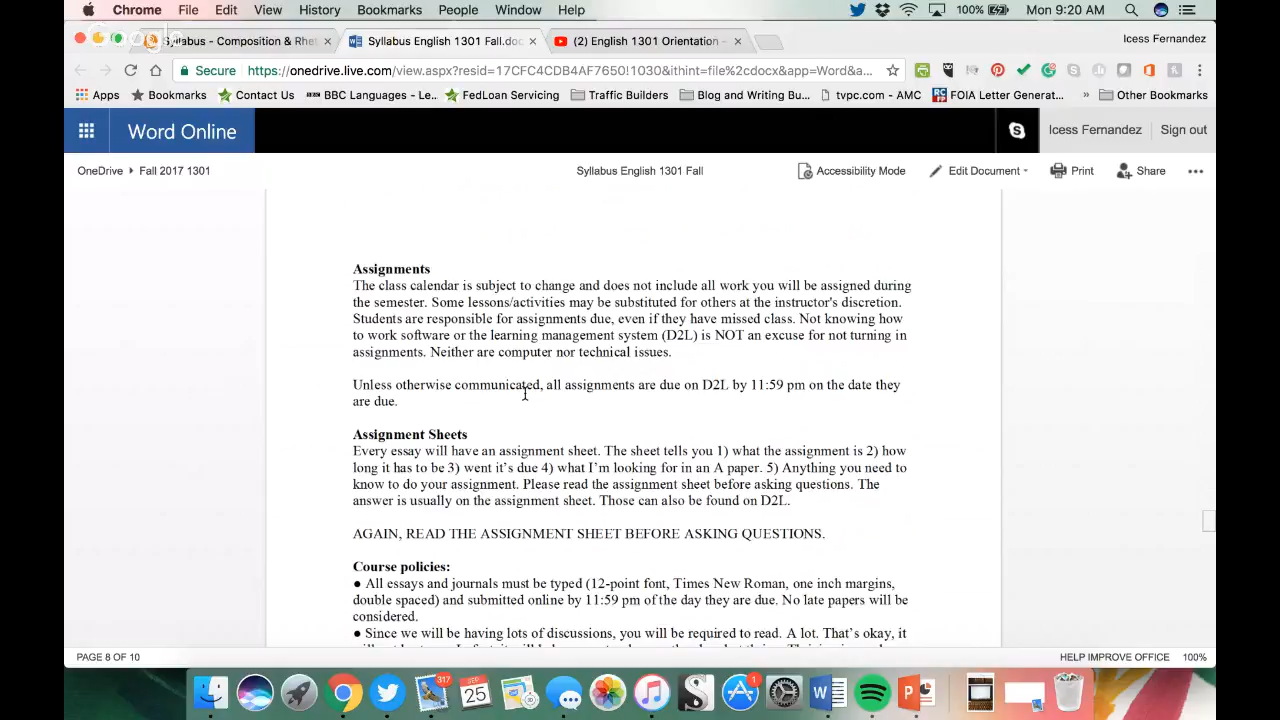 Chrome File Edit View History Bookmarks People Window Help 100% Mon 9:20 AM
Syllabus - Composition & Rhet
Syllabus English 1301 Fall.doc
(2) English 1301 Orientation -
Icess Fernandez
Secure https://onedrive.live.com/view.aspx?resid=17CFC4CDB4AF7650!1030&ithint=file%2cdocx&app=Word&a...
Apps Bookmarks Contact Us BBC Languages - Le... FedLoan Servicing Traffic Builders Blog and Writing Bu... tvpc.com - AMC FOIA Letter Generat... » Other Bookmarks
Word Online
Icess Fernandez Sign out
OneDrive Fall 2017 1301
Syllabus English 1301 Fall
Accessibility Mode Edit Document Print Share
Assignments
The class calendar is subject to change and does not include all work you will be assigned during
the semester. Some lessons/activities may be substituted for others at the instructor's discretion.
Students are responsible for assignments due, even if they have missed class. Not knowing how
to work software or the learning management system (D2L) is NOT an excuse for not turning in
assignments. Neither are computer nor technical issues.
Unless otherwise communicated, all assignments are due on D2L by 11:59 pm on the date they
are due.
Assignment Sheets
Every essay will have an assignment sheet. The sheet tells you 1) what the assignment is 2) how
long it has to be 3) went it's due 4) what I'm looking for in an A paper. 5) Anything you need to
know to do your assignment. Please read the assignment sheet before asking questions. The
answer is usually on the assignment sheet. Those can also be found on D2L.
AGAIN, READ THE ASSIGNMENT SHEET BEFORE ASKING QUESTIONS.
Course policies:
● All essays and journals must be typed (12-point font, Times New Roman, one inch margins,
double spaced) and submitted online by 11:59 pm of the day they are due. No late papers will be
considered.
● Since we will be having lots of discussions, you will be required to read. A lot. That's okay, it
PAGE 8 OF 10
HELP IMPROVE OFFICE 100%
317
SEP
25
1